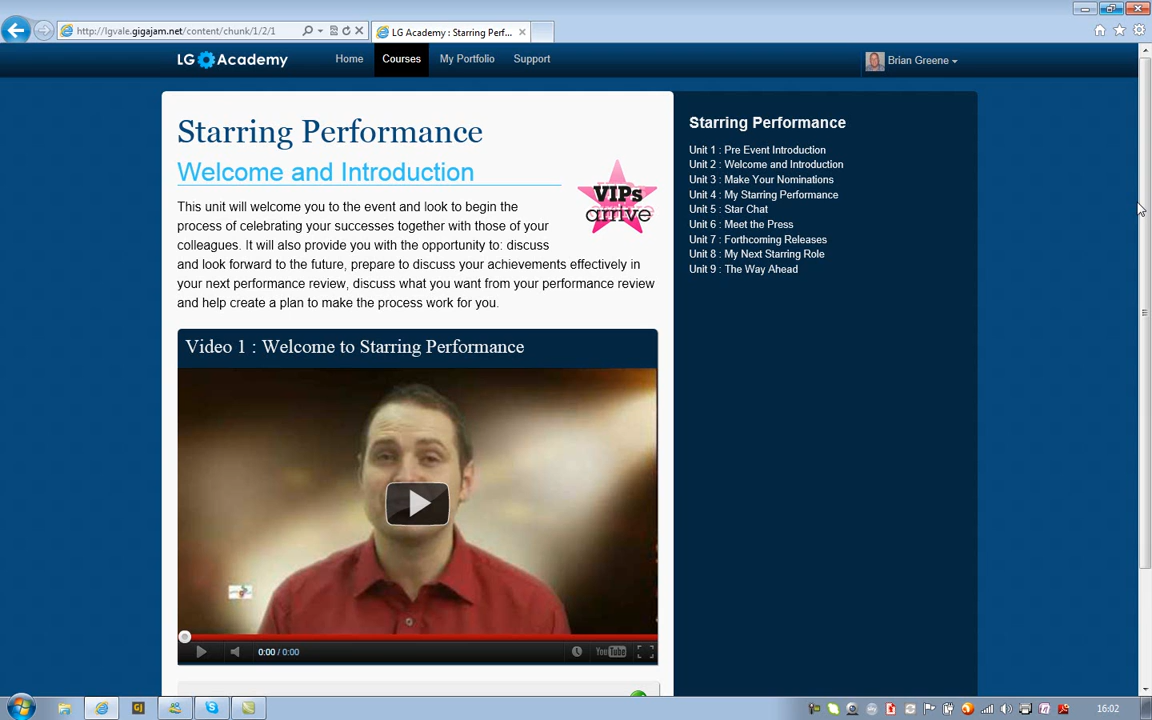 http://lgvale.gigajam.net/content/chunk/1/2/1
LG Academy : Starring Perf...
LG Academy
Home
Courses
My Portfolio
Support
Brian Greene
Starring Performance
Welcome and Introduction
VIPs
arrive
This unit will welcome you to the event and look to begin the
process of celebrating your successes together with those of your
colleagues. It will also provide you with the opportunity to: discuss
and look forward to the future, prepare to discuss your achievements effectively in
your next performance review, discuss what you want from your performance review
and help create a plan to make the process work for you.
Video 1 : Welcome to Starring Performance
0:00 / 0:00
YouTube
Starring Performance
Unit 1 : Pre Event Introduction
Unit 2 : Welcome and Introduction
Unit 3 : Make Your Nominations
Unit 4 : My Starring Performance
Unit 5 : Star Chat
Unit 6 : Meet the Press
Unit 7 : Forthcoming Releases
Unit 8 : My Next Starring Role
Unit 9 : The Way Ahead
GJ
16:02